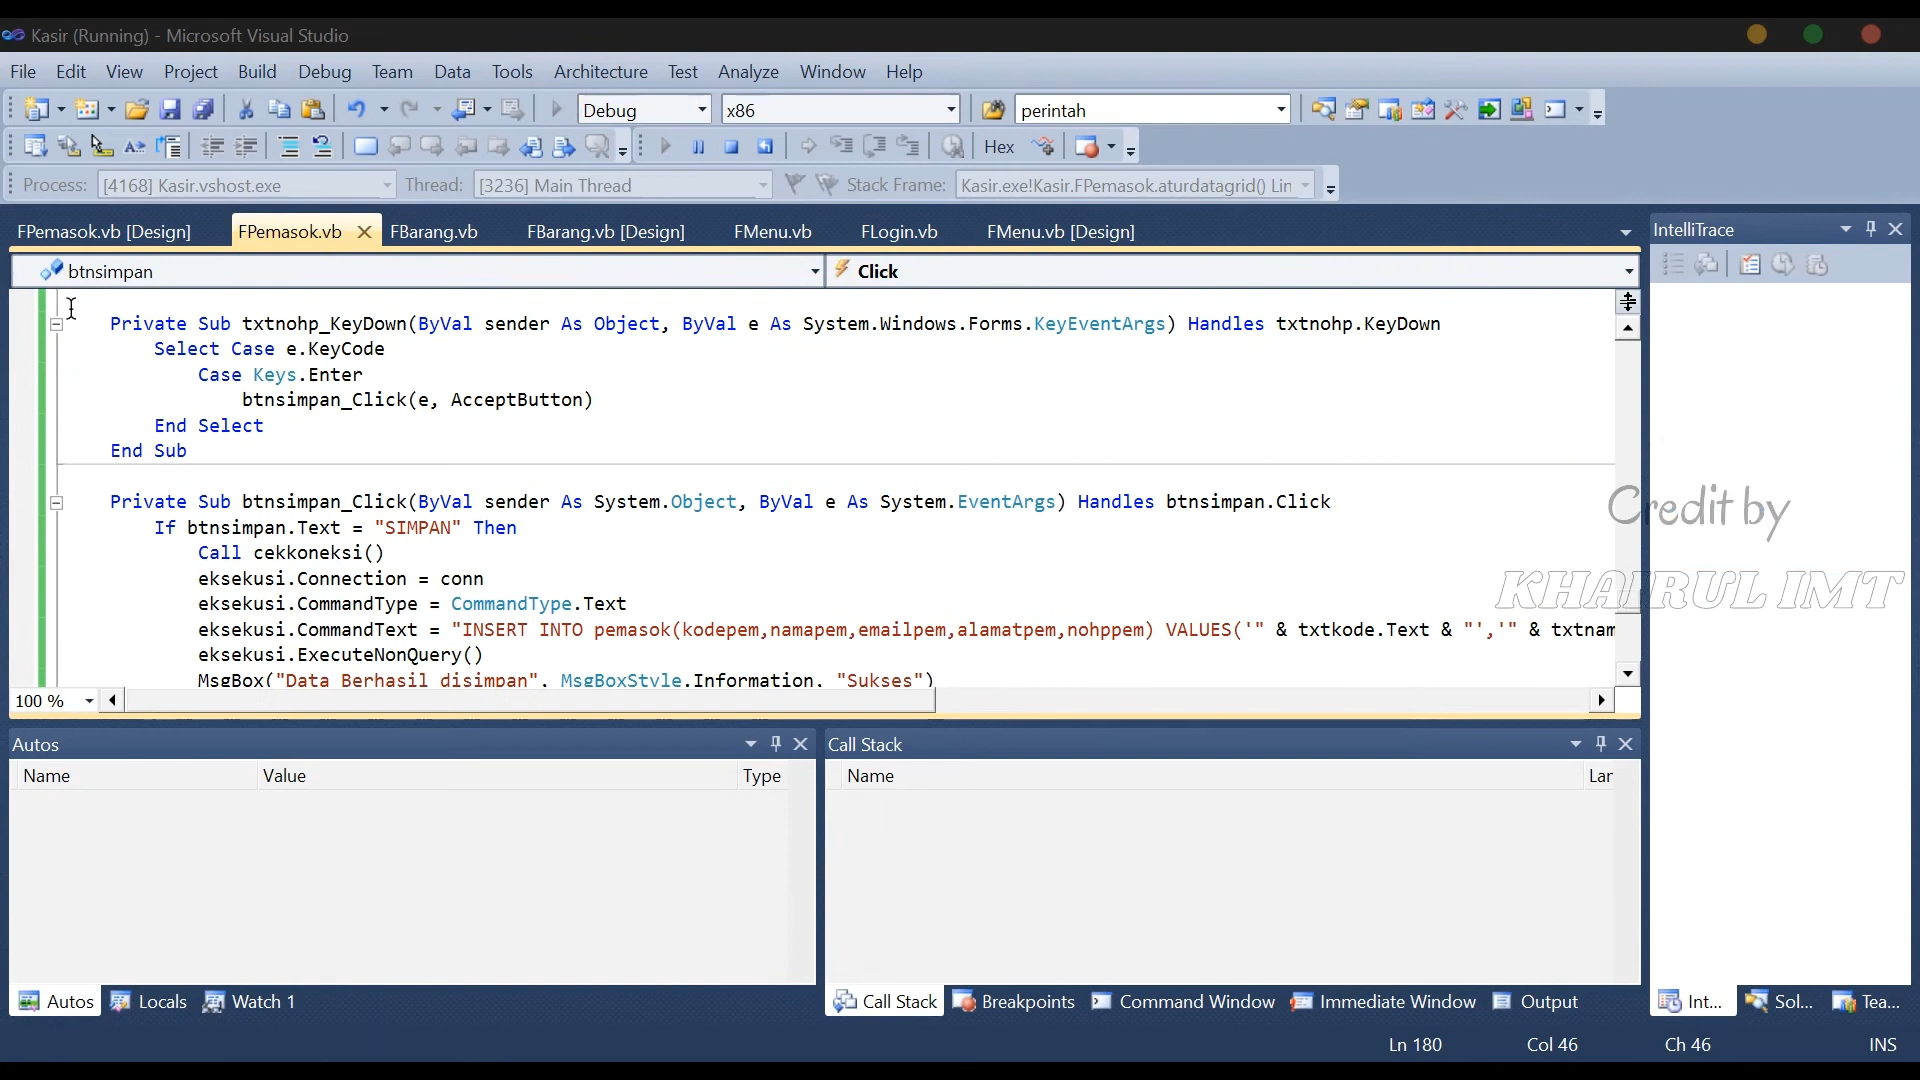 Kasir (Running) - Microsoft Visual Studio
File Edit View Project Build Debug Team Data Tools Architecture Test Analyze Window Help
Debug x86 perintah
Hex
Process: [4168] Kasir.vshost.exe Thread: [3236] Main Thread Stack Frame: Kasir.exe!Kasir.FPemasok.aturdatagrid() Lin
FPemasok.vb [Design] FPemasok.vb FBarang.vb FBarang.vb [Design] FMenu.vb FLogin.vb FMenu.vb [Design]
IntelliTrace
btnsimpan Click
Private Sub txtnohp_KeyDown(ByVal sender As Object, ByVal e As System.Windows.Forms.KeyEventArgs) Handles txtnohp.KeyDown
Select Case e.KeyCode
Case Keys.Enter
btnsimpan_Click(e, AcceptButton)
End Select
End Sub
Private Sub btnsimpan_Click(ByVal sender As System.Object, ByVal e As System.EventArgs) Handles btnsimpan.Click
If btnsimpan.Text = "SIMPAN" Then
Call cekkoneksi()
eksekusi.Connection = conn
eksekusi.CommandType = CommandType.Text
eksekusi.CommandText = "INSERT INTO pemasok(kodepem,namapem,emailpem,alamatpem,nohppem) VALUES('" & txtkode.Text & "','" & txtnam
eksekusi.ExecuteNonQuery()
MsgBox("Data Berhasil disimpan", MsgBoxStyle.Information, "Sukses")
Credit by
KHAIRUL IMT
100 %
Autos
Name Value Type
Call Stack
Name Lar
Autos Locals Watch 1
Call Stack Breakpoints Command Window Immediate Window Output
Int... Sol... Tea...
Ln 180 Col 46 Ch 46 INS